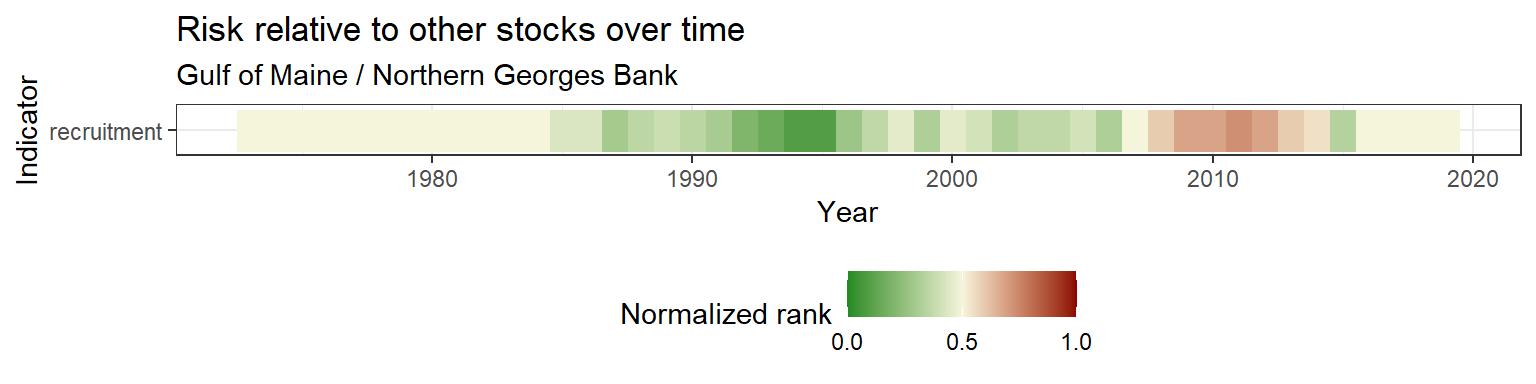 Risk relative to other stocks over time
Gulf of Maine / Northern Georges Bank
Indicator
recruitment
1980 1990 2000 2010 2020
Year
Normalized rank
0.0 0.5 1.0